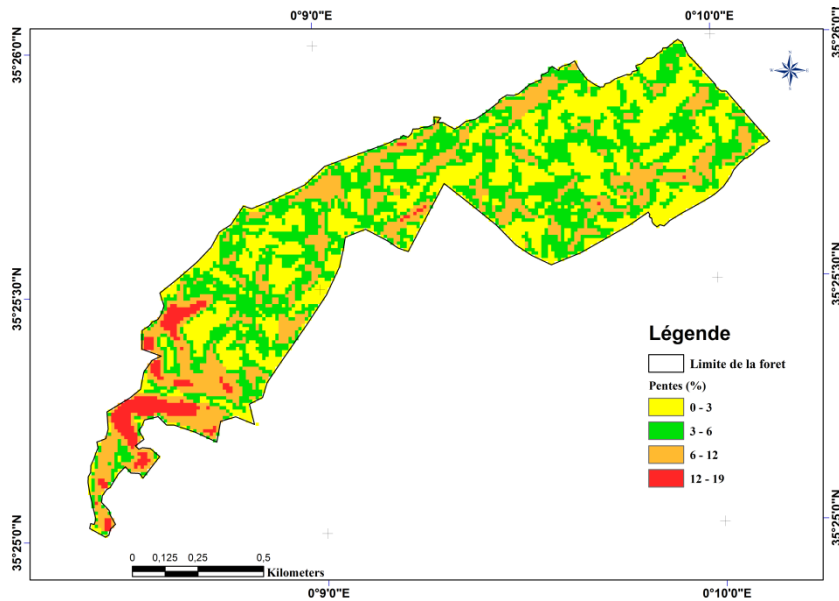 0°9'0"E
0°10'0"E
35°26'0"N
35°26'0"N
35°25'30"N
35°25'30"N
35°25'0"N
35°25'0"N
Légende
Limite de la foret
Pentes (%)
0 - 3
3 - 6
6 - 12
12 - 19
0 0,125 0,25 0,5
Kilometers
0°9'0"E
0°10'0"E